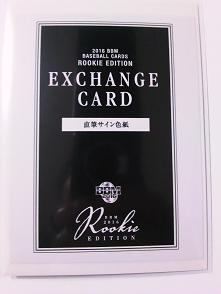 2016 BBM
BASEBALL CARDS
ROOKIE EDITION
EXCHANGE
CARD
直筆サイン色紙
BBM
BBM
2016
Rookie
EDITION